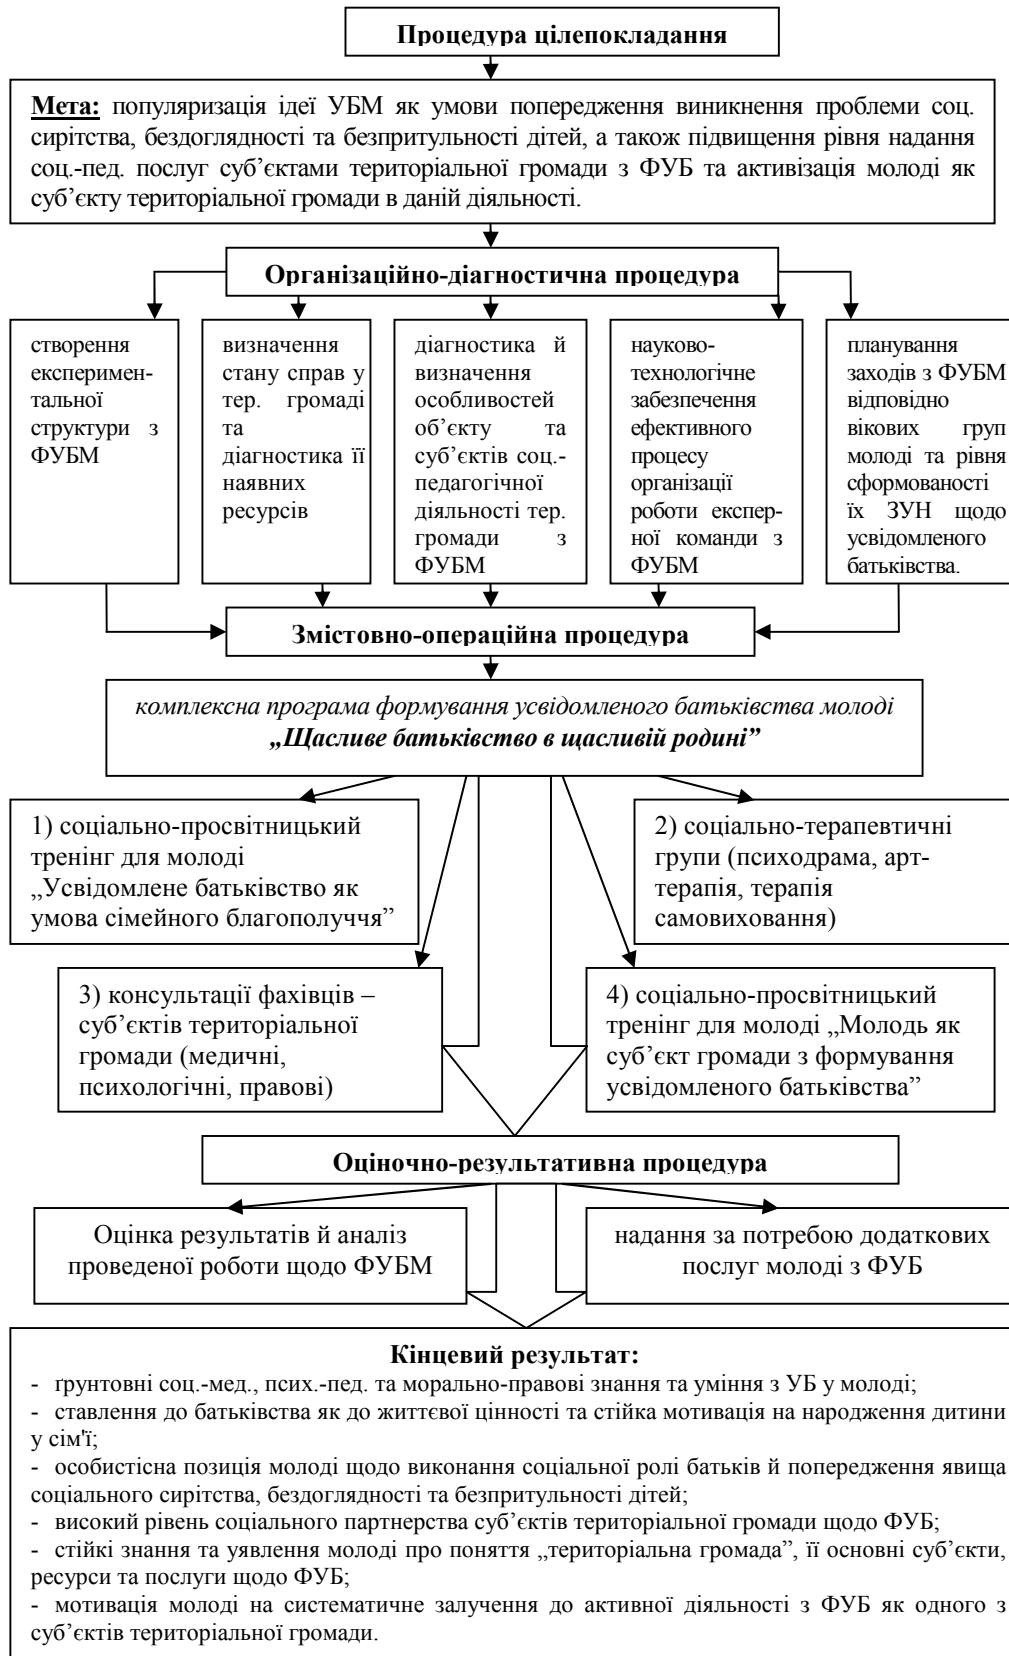 Процедура цілепокладання
Мета: популяризація ідеї УБМ як умови попередження виникнення проблеми соц.
сирітства, бездоглядності та безпритульності дітей, а також підвищення рівня надання
соц.-пед. послуг суб’єктами територіальної громади з ФУБ та активізація молоді як
суб’єкту територіальної громади в даній діяльності.
Організаційно-діагностична процедура
створення
експеримен-
тальної
структури з
ФУБМ
визначення
стану справ у
тер. громаді
та
діагностика її
наявних
ресурсів
діагностика й
визначення
особливостей
об’єкту та
суб’єктів соц.-
педагогічної
діяльності тер.
громади з
ФУБМ
науково-
технологічне
забезпечення
ефективного
процесу
організації
роботи експер-
ної команди з
ФУБМ
планування
заходів з ФУБМ
відповідно
вікових груп
молоді та рівня
сформованості
їх ЗУН щодо
усвідомленого
батьківства.
Змістовно-операційна процедура
комплексна програма формування усвідомленого батьківства молоді
„Щасливе батьківство в щасливій родині”
1) соціально-просвітницький
тренінг для молоді
„Усвідомлене батьківство як
умова сімейного благополуччя”
2) соціально-терапевтичні
групи (психодрама, арт-
терапія, терапія
самовиховання)
3) консультації фахівців –
суб’єктів територіальної
громади (медичні,
психологічні, правові)
4) соціально-просвітницький
тренінг для молоді „Молодь як
суб’єкт громади з формування
усвідомленого батьківства”
Оціночно-результативна процедура
Оцінка результатів й аналіз
проведеної роботи щодо ФУБМ
надання за потребою додаткових
послуг молоді з ФУБ
Кінцевий результат:
- ґрунтовні соц.-мед., псих.-пед. та морально-правові знання та уміння з УБ у молоді;
- ставлення до батьківства як до життєвої цінності та стійка мотивація на народження дитини
у сім'ї;
- особистісна позиція молоді щодо виконання соціальної ролі батьків й попередження явища
соціального сирітства, бездоглядності та безпритульності дітей;
- високий рівень соціального партнерства суб’єктів територіальної громади щодо ФУБ;
- стійкі знання та уявлення молоді про поняття „територіальна громада”, її основні суб’єкти,
ресурси та послуги щодо ФУБ;
- мотивація молоді на систематичне залучення до активної діяльності з ФУБ як одного з
суб’єктів територіальної громади.